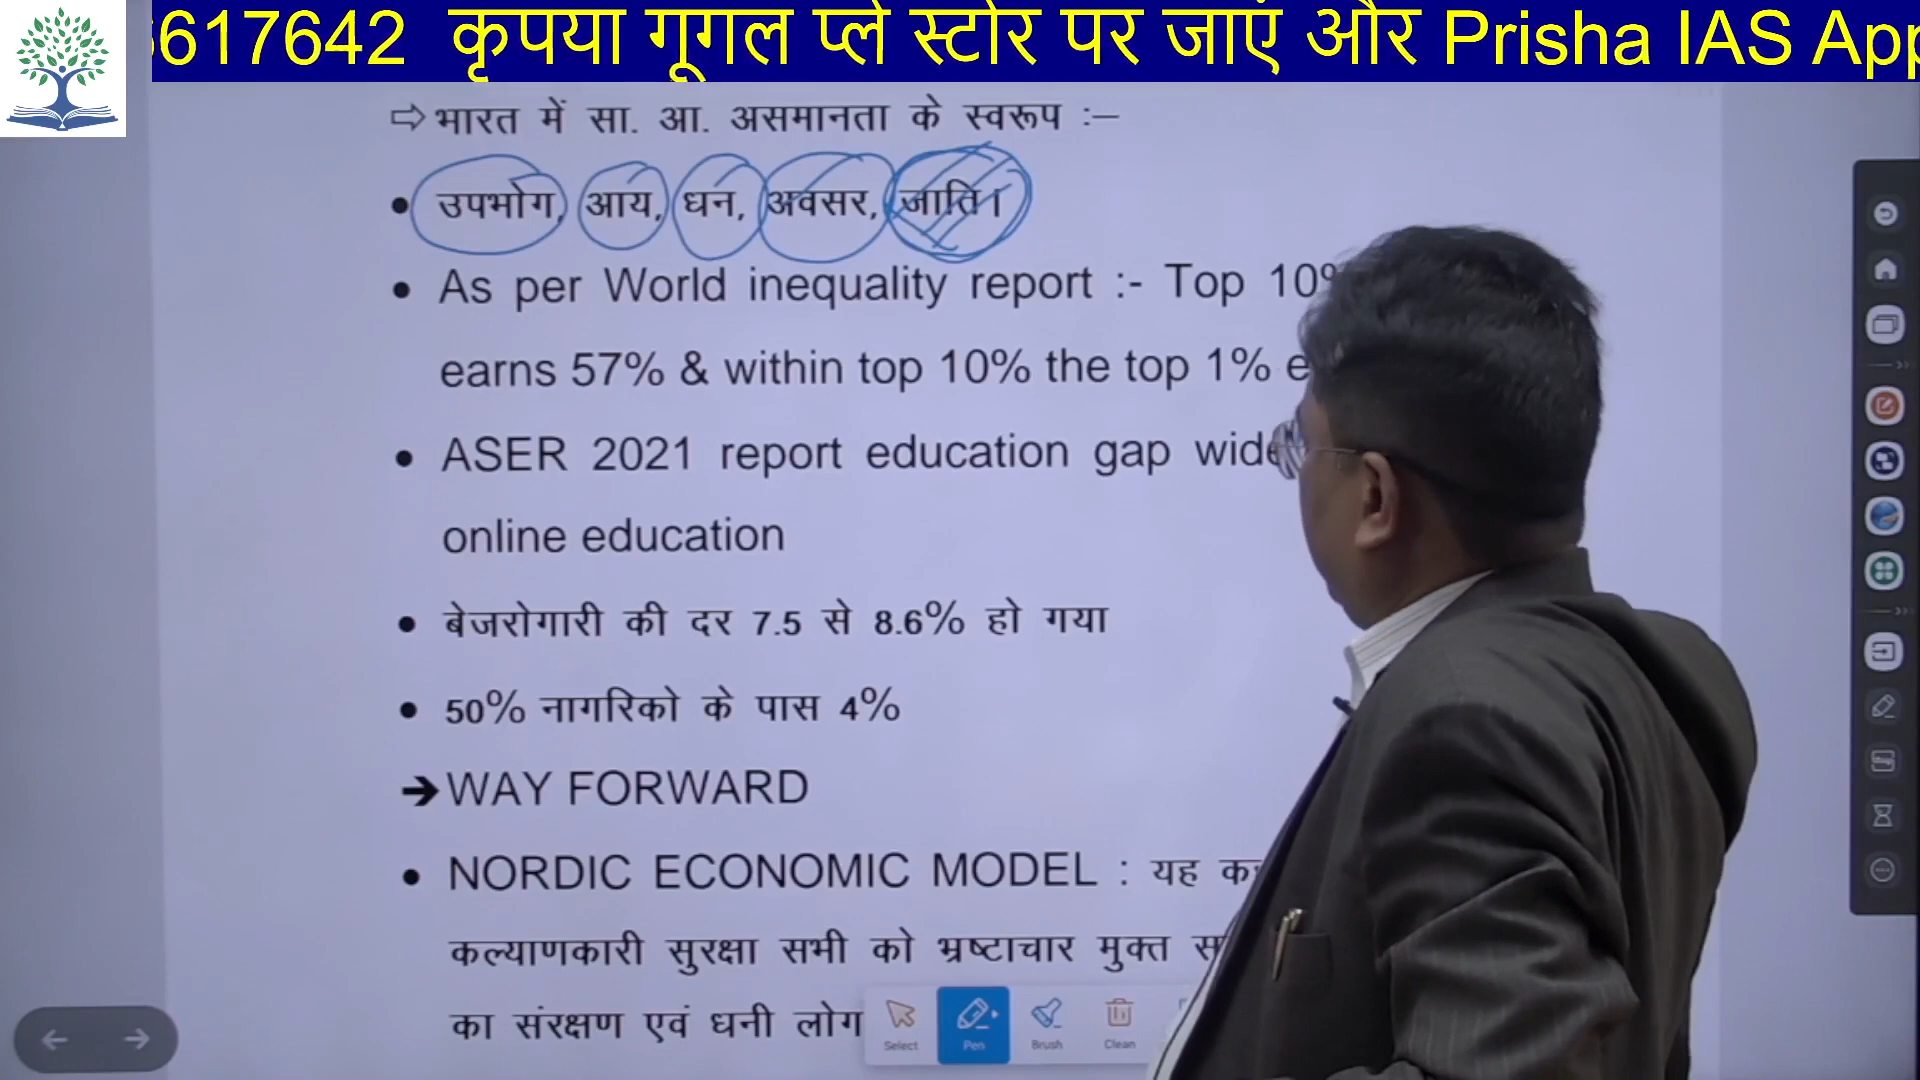 617642 कृपया गूगल प्ले स्टोर पर जाएं और Prisha IAS App
⇨ भारत में सा. आ. असमानता के स्वरूप :–
• उपभोग, आय, धन, अवसर, जाति।
• As per World inequality report :- Top 10%
earns 57% & within top 10% the top 1%
• ASER 2021 report education gap
online education
• बेजरोगारी की दर 7.5 से 8.6% हो गया
• 50% नागरिको के पास 4%
➔ WAY FORWARD
• NORDIC ECONOMIC MODEL : यह
कल्याणकारी सुरक्षा सभी को भ्रष्टाचार मुक्त
का संरक्षण एवं धनी लोग
Select Pen Brush Clean